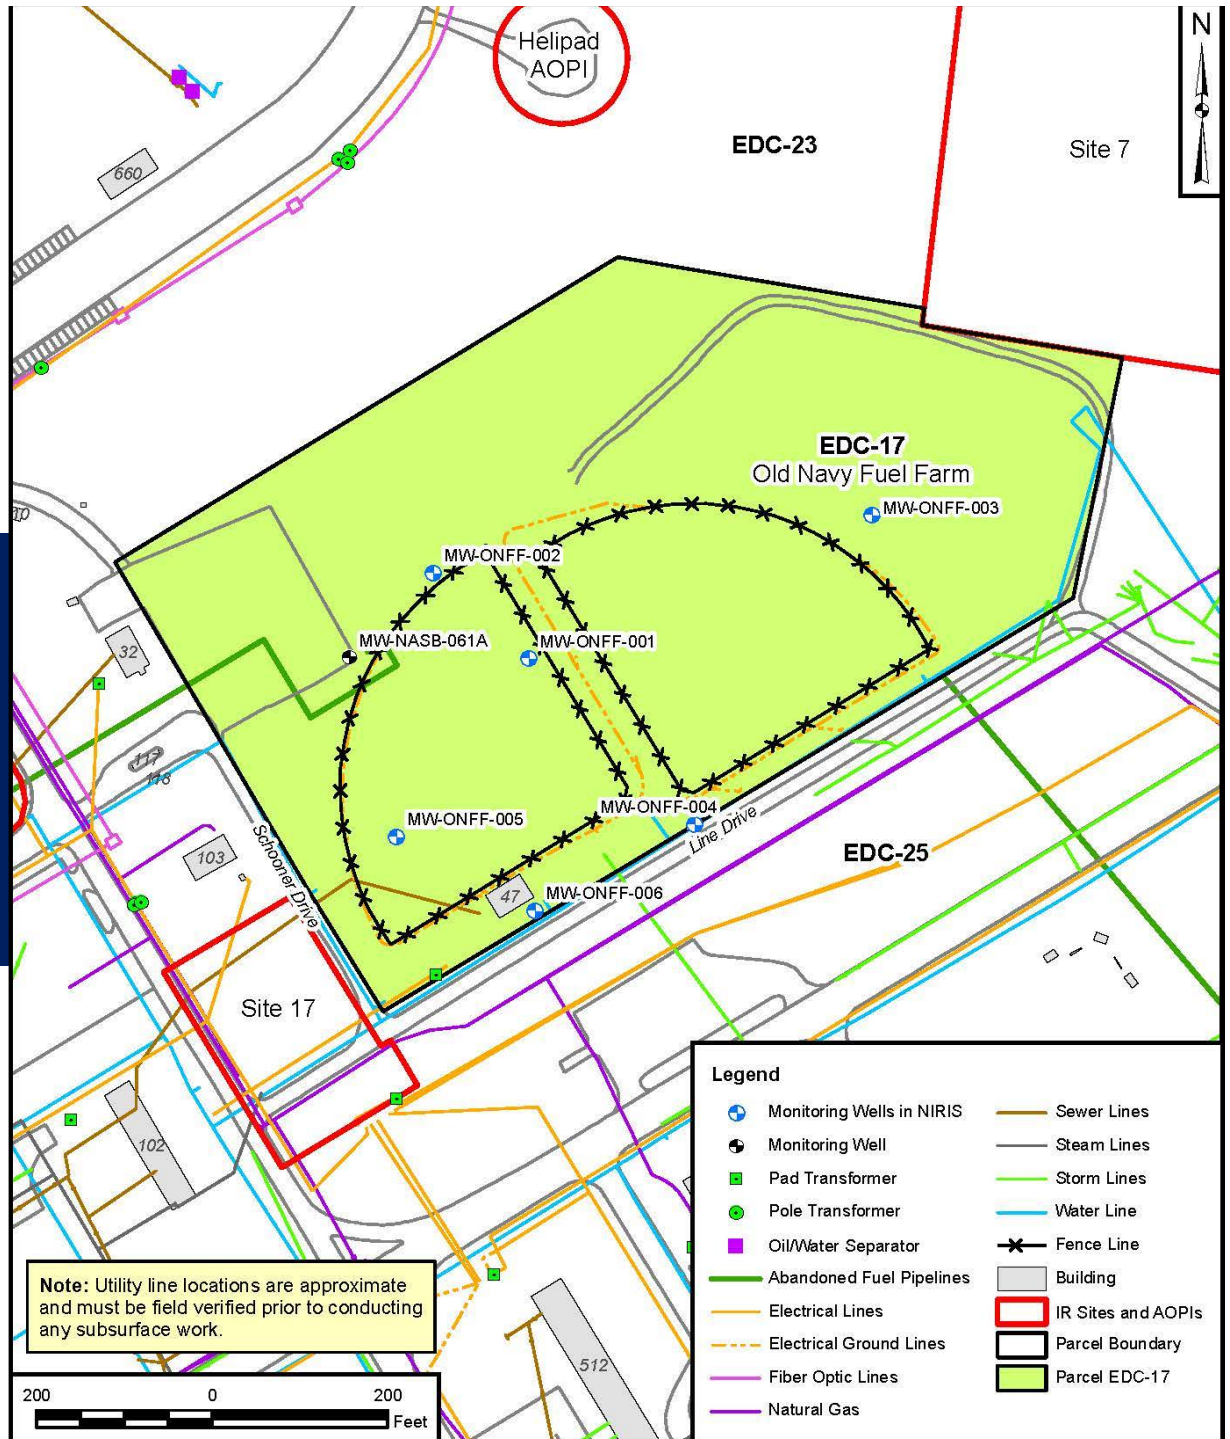 Helipad
AOPI
N
EDC-23
Site 7
660
EDC-17
Old Navy Fuel Farm
MW-ONFF-003
MW-ONFF-002
MW-NASB-061A
MW-ONFF-001
32
117
118
MW-ONFF-004
MW-ONFF-005
Line Drive
Schooner Drive
103
EDC-25
47
MW-ONFF-006
Site 17
102
512
Legend
Monitoring Wells in NIRIS
Monitoring Well
Pad Transformer
Pole Transformer
Oil/Water Separator
Abandoned Fuel Pipelines
Electrical Lines
Electrical Ground Lines
Fiber Optic Lines
Natural Gas
Sewer Lines
Steam Lines
Storm Lines
Water Line
Fence Line
Building
IR Sites and AOPIs
Parcel Boundary
Parcel EDC-17
Note: Utility line locations are approximate
and must be field verified prior to conducting
any subsurface work.
200 0 200
Feet